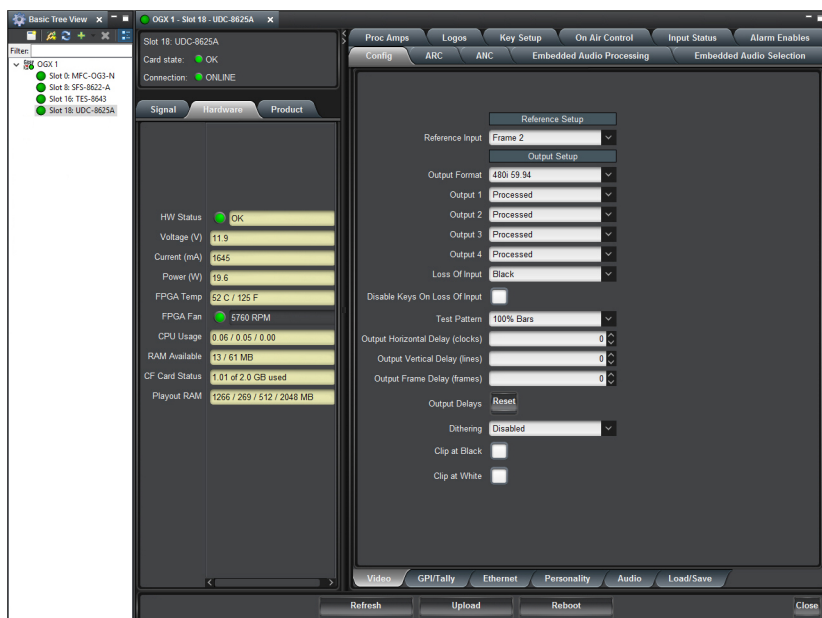 Basic Tree View
Filter:
OGX 1
Slot 0: MFC-OG3-N
Slot 8: SFS-8622-A
Slot 16: TES-8643
Slot 18: UDC-8625A
OGX 1 - Slot 18 - UDC-8625A
Slot 18: UDC-8625A
Card state: OK
Connection: ONLINE
Signal Hardware Product
HW Status OK
Voltage (V) 11.9
Current (mA) 1645
Power (W) 19.6
FPGA Temp 52 C / 125 F
FPGA Fan 5760 RPM
CPU Usage 0.06 / 0.05 / 0.00
RAM Available 13 / 61 MB
CF Card Status 1.01 of 2.0 GB used
Playout RAM 1266 / 269 / 512 / 2048 MB
Proc Amps Logos Key Setup On Air Control Input Status Alarm Enables
Config ARC ANC Embedded Audio Processing Embedded Audio Selection
Reference Setup
Reference Input Frame 2
Output Setup
Output Format 480i 59.94
Output 1 Processed
Output 2 Processed
Output 3 Processed
Output 4 Processed
Loss Of Input Black
Disable Keys On Loss Of Input
Test Pattern 100% Bars
Output Horizontal Delay (clocks) 0
Output Vertical Delay (lines) 0
Output Frame Delay (frames) 0
Output Delays Reset
Dithering Disabled
Clip at Black
Clip at White
Video GPI/Tally Ethernet Personality Audio Load/Save
Refresh Upload Reboot Close